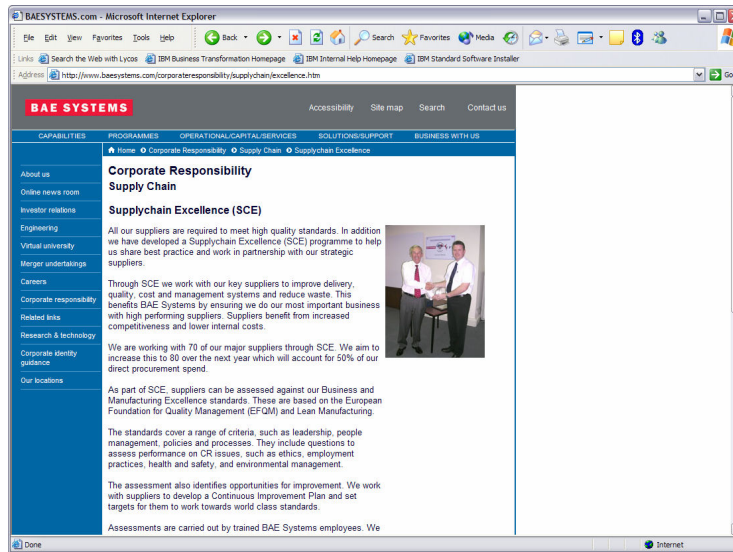 BAESYSTEMS.com - Microsoft Internet Explorer
File Edit View Favorites Tools Help
Back Search Favorites Media
Links Search the Web with Lycos IBM Business Transformation Homepage IBM Internal Help Homepage IBM Standard Software Installer
Address http://www.baesystems.com/corporateresponsibility/supplychain/excellence.htm Go
BAE SYSTEMS
Accessibility Site map Search Contact us
CAPABILITIES PROGRAMMES OPERATIONAL/CAPITAL/SERVICES SOLUTIONS/SUPPORT BUSINESS WITH US
Home Corporate Responsibility Supply Chain Supplychain Excellence
About us
Online news room
Investor relations
Engineering
Virtual university
Merger undertakings
Careers
Corporate responsibility
Related links
Research & technology
Corporate identity
guidance
Our locations
Corporate Responsibility
Supply Chain
Supplychain Excellence (SCE)
All our suppliers are required to meet high quality standards. In addition
we have developed a Supplychain Excellence (SCE) programme to help
us share best practice and work in partnership with our strategic
suppliers.
Through SCE we work with our key suppliers to improve delivery,
quality, cost and management systems and reduce waste. This
benefits BAE Systems by ensuring we do our most important business
with high performing suppliers. Suppliers benefit from increased
competitiveness and lower internal costs.
We are working with 70 of our major suppliers through SCE. We aim to
increase this to 80 over the next year which will account for 50% of our
direct procurement spend.
As part of SCE, suppliers can be assessed against our Business and
Manufacturing Excellence standards. These are based on the European
Foundation for Quality Management (EFQM) and Lean Manufacturing.
The standards cover a range of criteria, such as leadership, people
management, policies and processes. They include questions to
assess performance on CR issues, such as ethics, employment
practices, health and safety, and environmental management.
The assessment also identifies opportunities for improvement. We work
with suppliers to develop a Continuous Improvement Plan and set
targets for them to work towards world class standards.
Assessments are carried out by trained BAE Systems employees. We
Done Internet